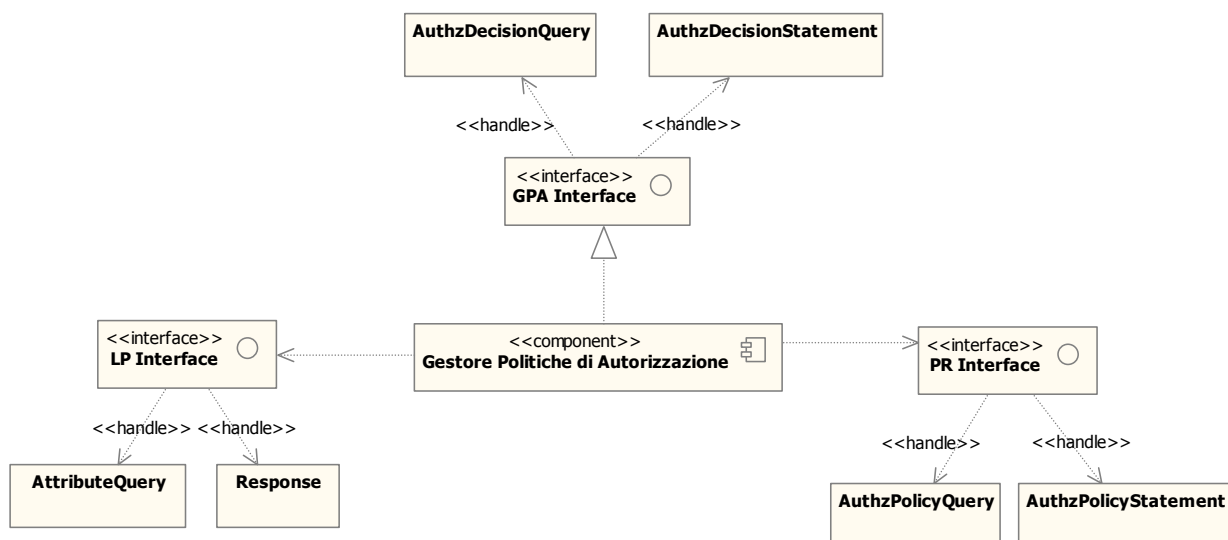 AuthzDecisionQuery
AuthzDecisionStatement
<<handle>>
<<handle>>
<<interface>>
GPA Interface
<<interface>>
LP Interface
<<component>>
Gestore Politiche di Autorizzazione
<<interface>>
PR Interface
<<handle>>
<<handle>>
<<handle>>
<<handle>>
AttributeQuery
Response
AuthzPolicyQuery
AuthzPolicyStatement